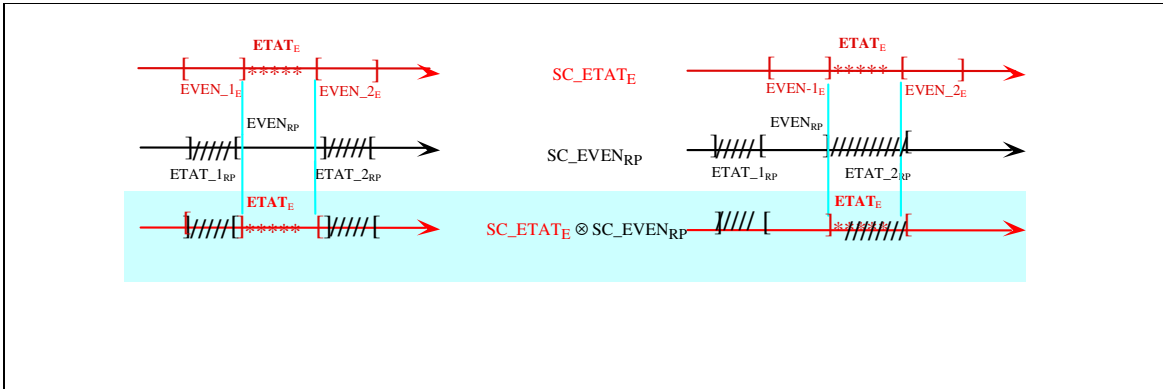 ETAT_E ETAT_E
] ***** [ ] ***** [
SC_ETAT_E
EVEN_1_E EVEN_2_E EVEN-1_E EVEN_2_E
EVEN_RP EVEN_RP
]/////[ ]/////[ ]/////[ ]/////////[
SC_EVEN_RP
ETAT_1_RP ETAT_2_RP ETAT_1_RP ETAT_2_RP
ETAT_E ETAT_E
SC_ETAT_E ⊗ SC_EVEN_RP